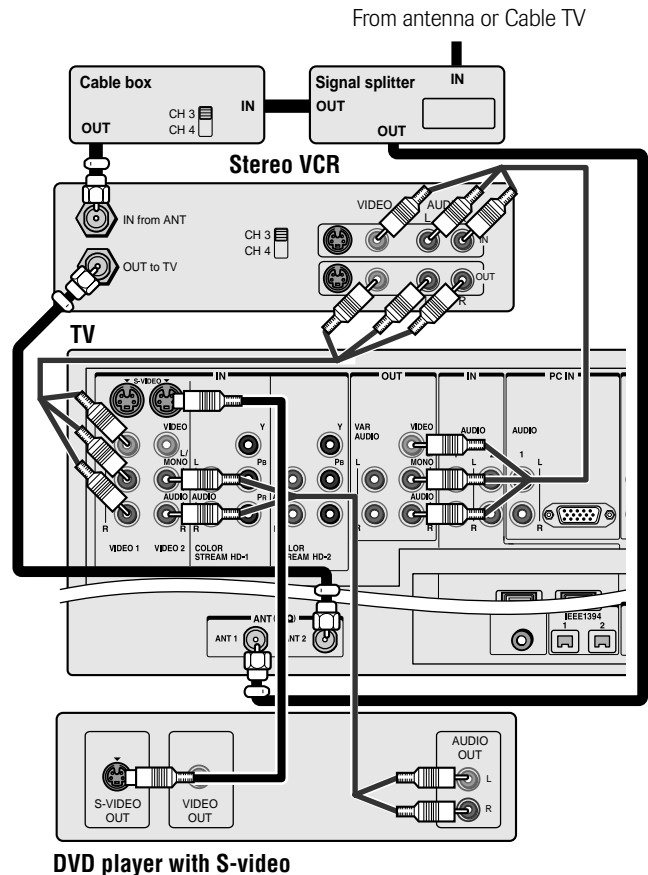 From antenna or Cable TV
Cable box
IN
CH 3
CH 4
OUT
Signal splitter
IN
OUT
OUT
Stereo VCR
IN from ANT
OUT to TV
CH 3
CH 4
VIDEO
L
IN
OUT
R
TV
IN
OUT
IN
PC IN
S-VIDEO
VIDEO
L/
MONO
AUDIO
R
R
VIDEO 1
VIDEO 2
Y
PB
PR
L
AUDIO
R
COLOR
STREAM HD-1
Y
PB
STREAM HD-2
VAR
AUDIO
L
R
VIDEO
MONO
AUDIO
R
AUDIO
L
L
R
R
AUDIO
1
L
R
ANT 1
ANT 2
IEEE1394
1
2
S-VIDEO
OUT
VIDEO
OUT
AUDIO
OUT
L
R
DVD player with S-video